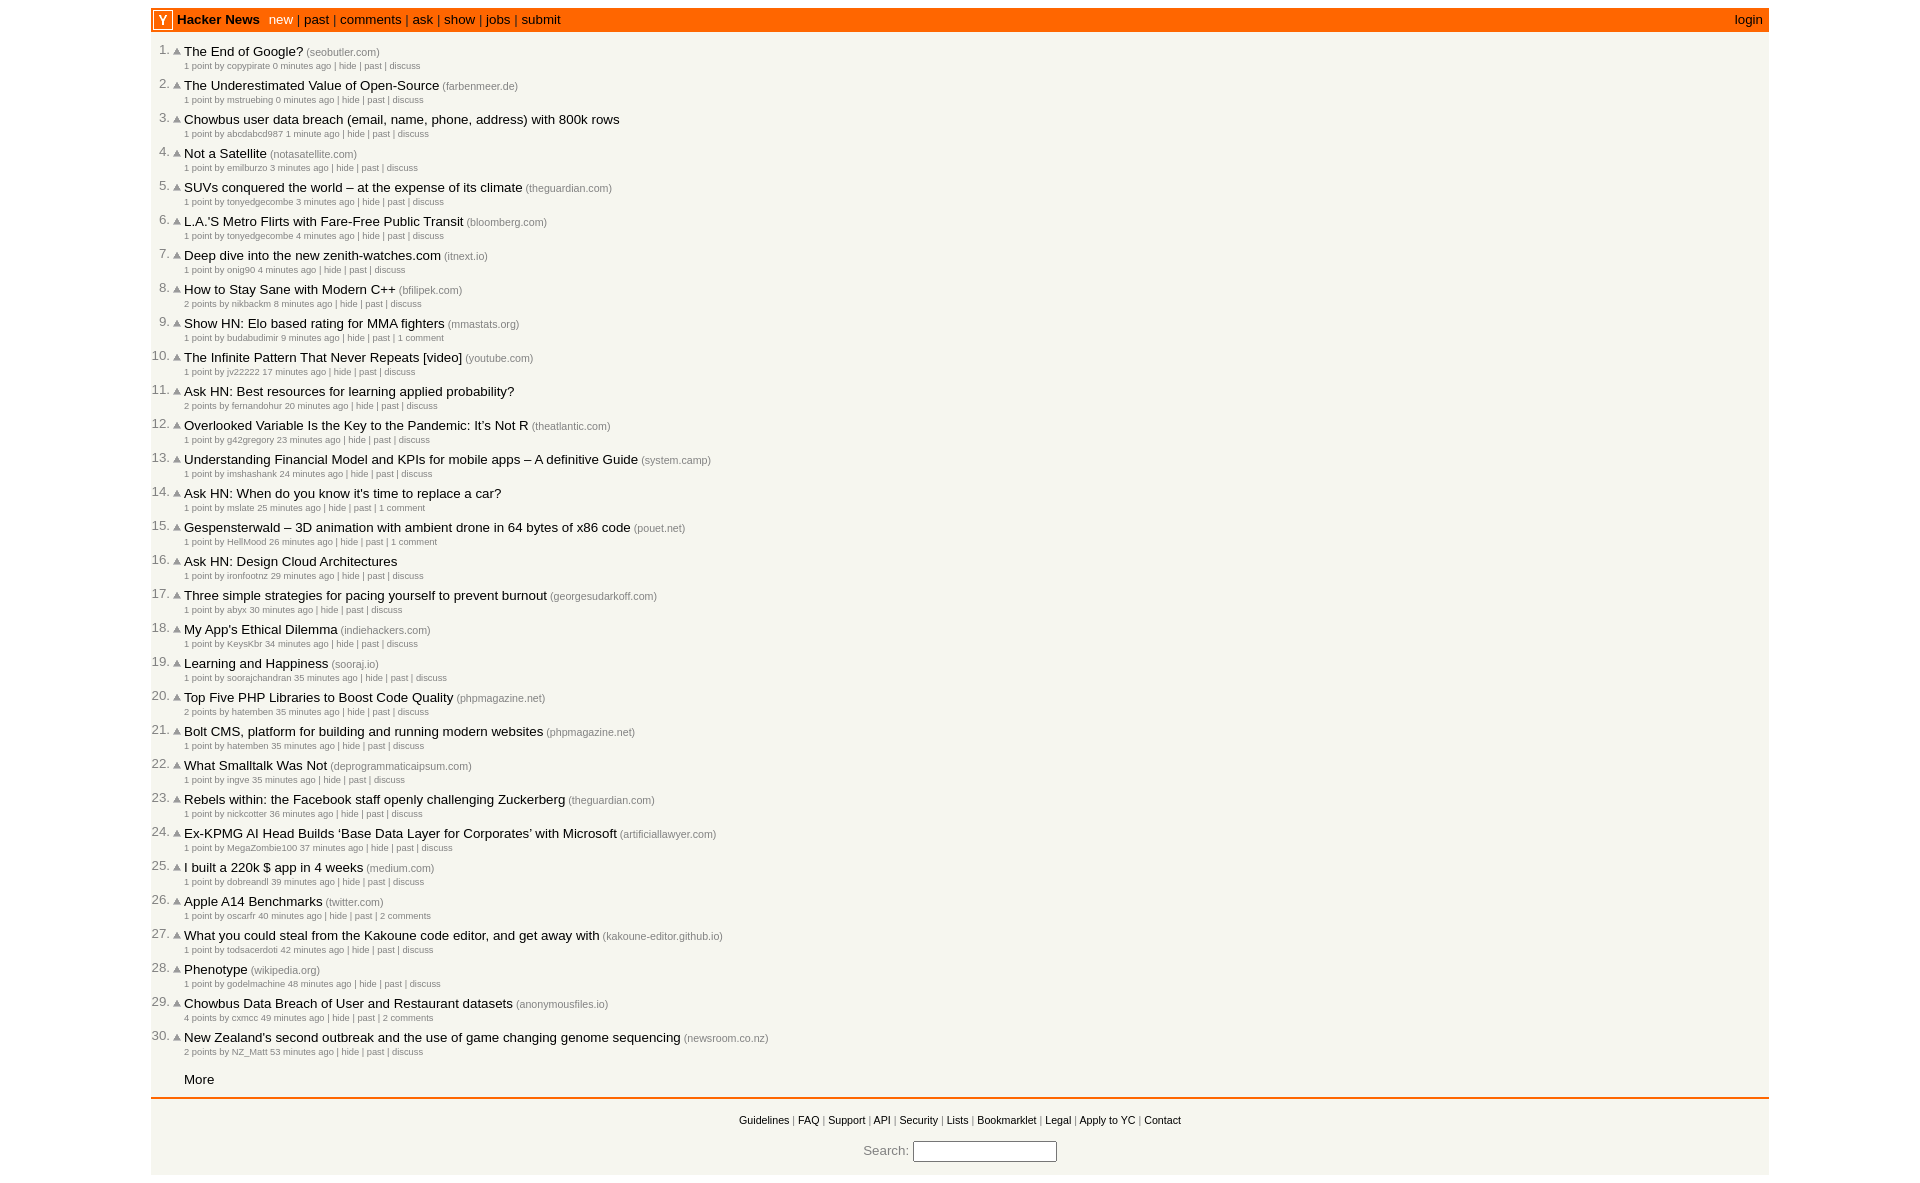 Y Hacker News new | past | comments | ask | show | jobs | submit login
1. The End of Google? (seobutler.com)
1 point by copypirate 0 minutes ago | hide | past | discuss
2. The Underestimated Value of Open-Source (farbenmeer.de)
1 point by mstruebing 0 minutes ago | hide | past | discuss
3. Chowbus user data breach (email, name, phone, address) with 800k rows
1 point by abcdabcd987 1 minute ago | hide | past | discuss
4. Not a Satellite (notasatellite.com)
1 point by emilburzo 3 minutes ago | hide | past | discuss
5. SUVs conquered the world – at the expense of its climate (theguardian.com)
1 point by tonyedgecombe 3 minutes ago | hide | past | discuss
6. L.A.'S Metro Flirts with Fare-Free Public Transit (bloomberg.com)
1 point by tonyedgecombe 4 minutes ago | hide | past | discuss
7. Deep dive into the new zenith-watches.com (itnext.io)
1 point by onig90 4 minutes ago | hide | past | discuss
8. How to Stay Sane with Modern C++ (bfilipek.com)
2 points by nikbackm 8 minutes ago | hide | past | discuss
9. Show HN: Elo based rating for MMA fighters (mmastats.org)
1 point by budabudimir 9 minutes ago | hide | past | 1 comment
10. The Infinite Pattern That Never Repeats [video] (youtube.com)
1 point by jv22222 17 minutes ago | hide | past | discuss
11. Ask HN: Best resources for learning applied probability?
2 points by fernandohur 20 minutes ago | hide | past | discuss
12. Overlooked Variable Is the Key to the Pandemic: It’s Not R (theatlantic.com)
1 point by g42gregory 23 minutes ago | hide | past | discuss
13. Understanding Financial Model and KPIs for mobile apps – A definitive Guide (system.camp)
1 point by imshashank 24 minutes ago | hide | past | discuss
14. Ask HN: When do you know it's time to replace a car?
1 point by mslate 25 minutes ago | hide | past | 1 comment
15. Gespensterwald – 3D animation with ambient drone in 64 bytes of x86 code (pouet.net)
1 point by HellMood 26 minutes ago | hide | past | 1 comment
16. Ask HN: Design Cloud Architectures
1 point by ironfootnz 29 minutes ago | hide | past | discuss
17. Three simple strategies for pacing yourself to prevent burnout (georgesudarkoff.com)
1 point by abyx 30 minutes ago | hide | past | discuss
18. My App's Ethical Dilemma (indiehackers.com)
1 point by KeysKbr 34 minutes ago | hide | past | discuss
19. Learning and Happiness (sooraj.io)
1 point by soorajchandran 35 minutes ago | hide | past | discuss
20. Top Five PHP Libraries to Boost Code Quality (phpmagazine.net)
2 points by hatemben 35 minutes ago | hide | past | discuss
21. Bolt CMS, platform for building and running modern websites (phpmagazine.net)
1 point by hatemben 35 minutes ago | hide | past | discuss
22. What Smalltalk Was Not (deprogrammaticaipsum.com)
1 point by ingve 35 minutes ago | hide | past | discuss
23. Rebels within: the Facebook staff openly challenging Zuckerberg (theguardian.com)
1 point by nickcotter 36 minutes ago | hide | past | discuss
24. Ex-KPMG AI Head Builds ‘Base Data Layer for Corporates’ with Microsoft (artificiallawyer.com)
1 point by MegaZombie100 37 minutes ago | hide | past | discuss
25. I built a 220k $ app in 4 weeks (medium.com)
1 point by dobreandl 39 minutes ago | hide | past | discuss
26. Apple A14 Benchmarks (twitter.com)
1 point by oscarfr 40 minutes ago | hide | past | 2 comments
27. What you could steal from the Kakoune code editor, and get away with (kakoune-editor.github.io)
1 point by todsacerdoti 42 minutes ago | hide | past | discuss
28. Phenotype (wikipedia.org)
1 point by godelmachine 48 minutes ago | hide | past | discuss
29. Chowbus Data Breach of User and Restaurant datasets (anonymousfiles.io)
4 points by cxmcc 49 minutes ago | hide | past | 2 comments
30. New Zealand's second outbreak and the use of game changing genome sequencing (newsroom.co.nz)
2 points by NZ_Matt 53 minutes ago | hide | past | discuss
More
Guidelines | FAQ | Support | API | Security | Lists | Bookmarklet | Legal | Apply to YC | Contact
Search: